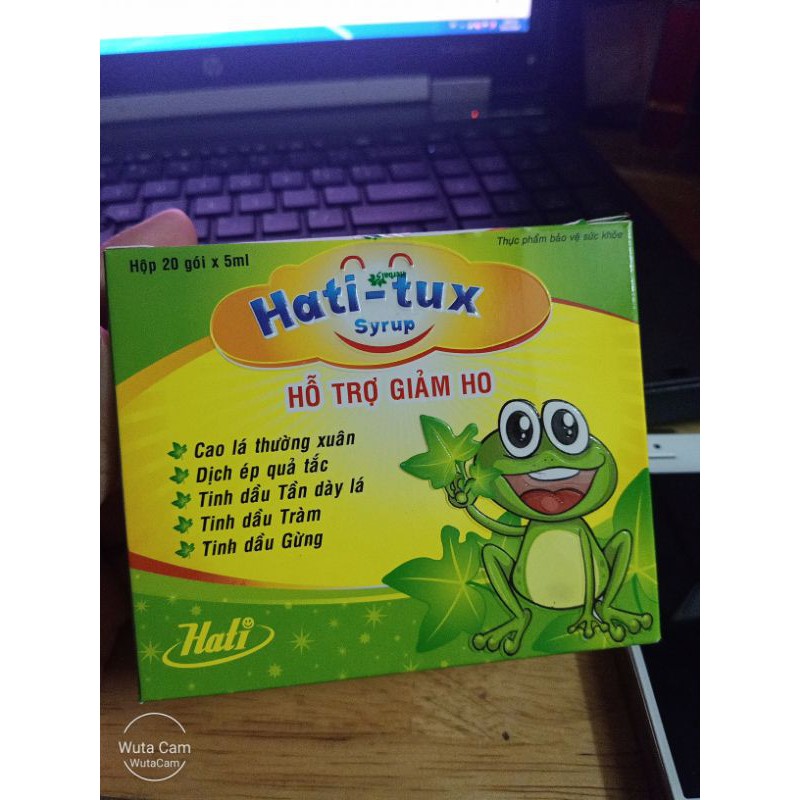 Thực phẩm bảo vệ sức khỏe
Hộp 20 gói x 5ml
Herbal's
Hati-tux
Syrup
HỖ TRỢ GIẢM HO
Cao lá thường xuân
Dịch ép quả tắc
Tinh dầu Tần dày lá
Tinh dầu Tràm
Tinh dầu Gừng
Hati
Wuta Cam
WutaCam